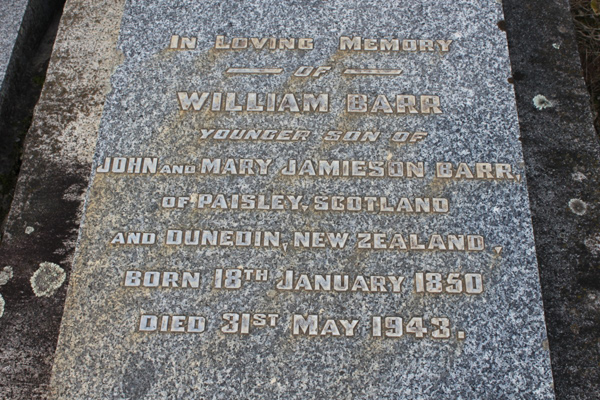 IN LOVING MEMORY
OF
WILLIAM BARR
YOUNGER SON OF
JOHN AND MARY JAMIESON BARR,
OF PAISLEY, SCOTLAND
AND DUNEDIN, NEW ZEALAND,
BORN 18TH JANUARY 1850
DIED 31ST MAY 1943.